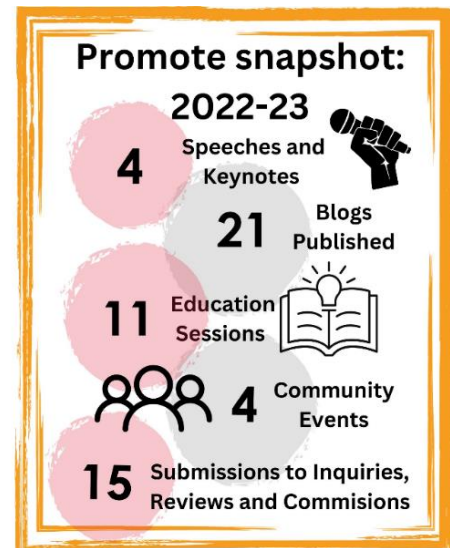 Promote snapshot:
2022-23
4 Speeches and
Keynotes
21 Blogs
Published
11 Education
Sessions
4 Community
Events
15 Submissions to Inquiries,
Reviews and Commisions